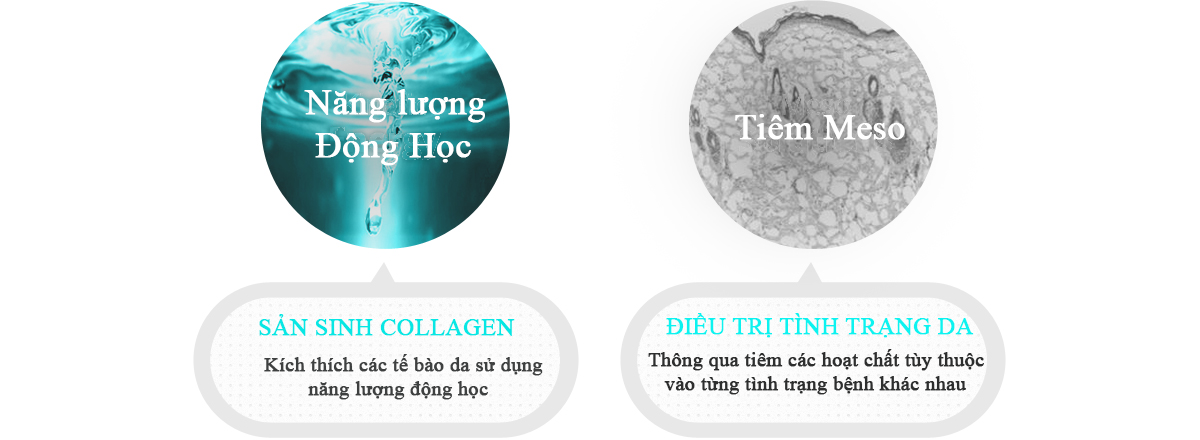 Năng lượng
Động Học
Tiêm Meso
SẢN SINH COLLAGEN
Kích thích các tế bào da sử dụng
năng lượng động học
ĐIỀU TRỊ TÌNH TRẠNG DA
Thông qua tiêm các hoạt chất tùy thuộc
vào từng tình trạng bệnh khác nhau